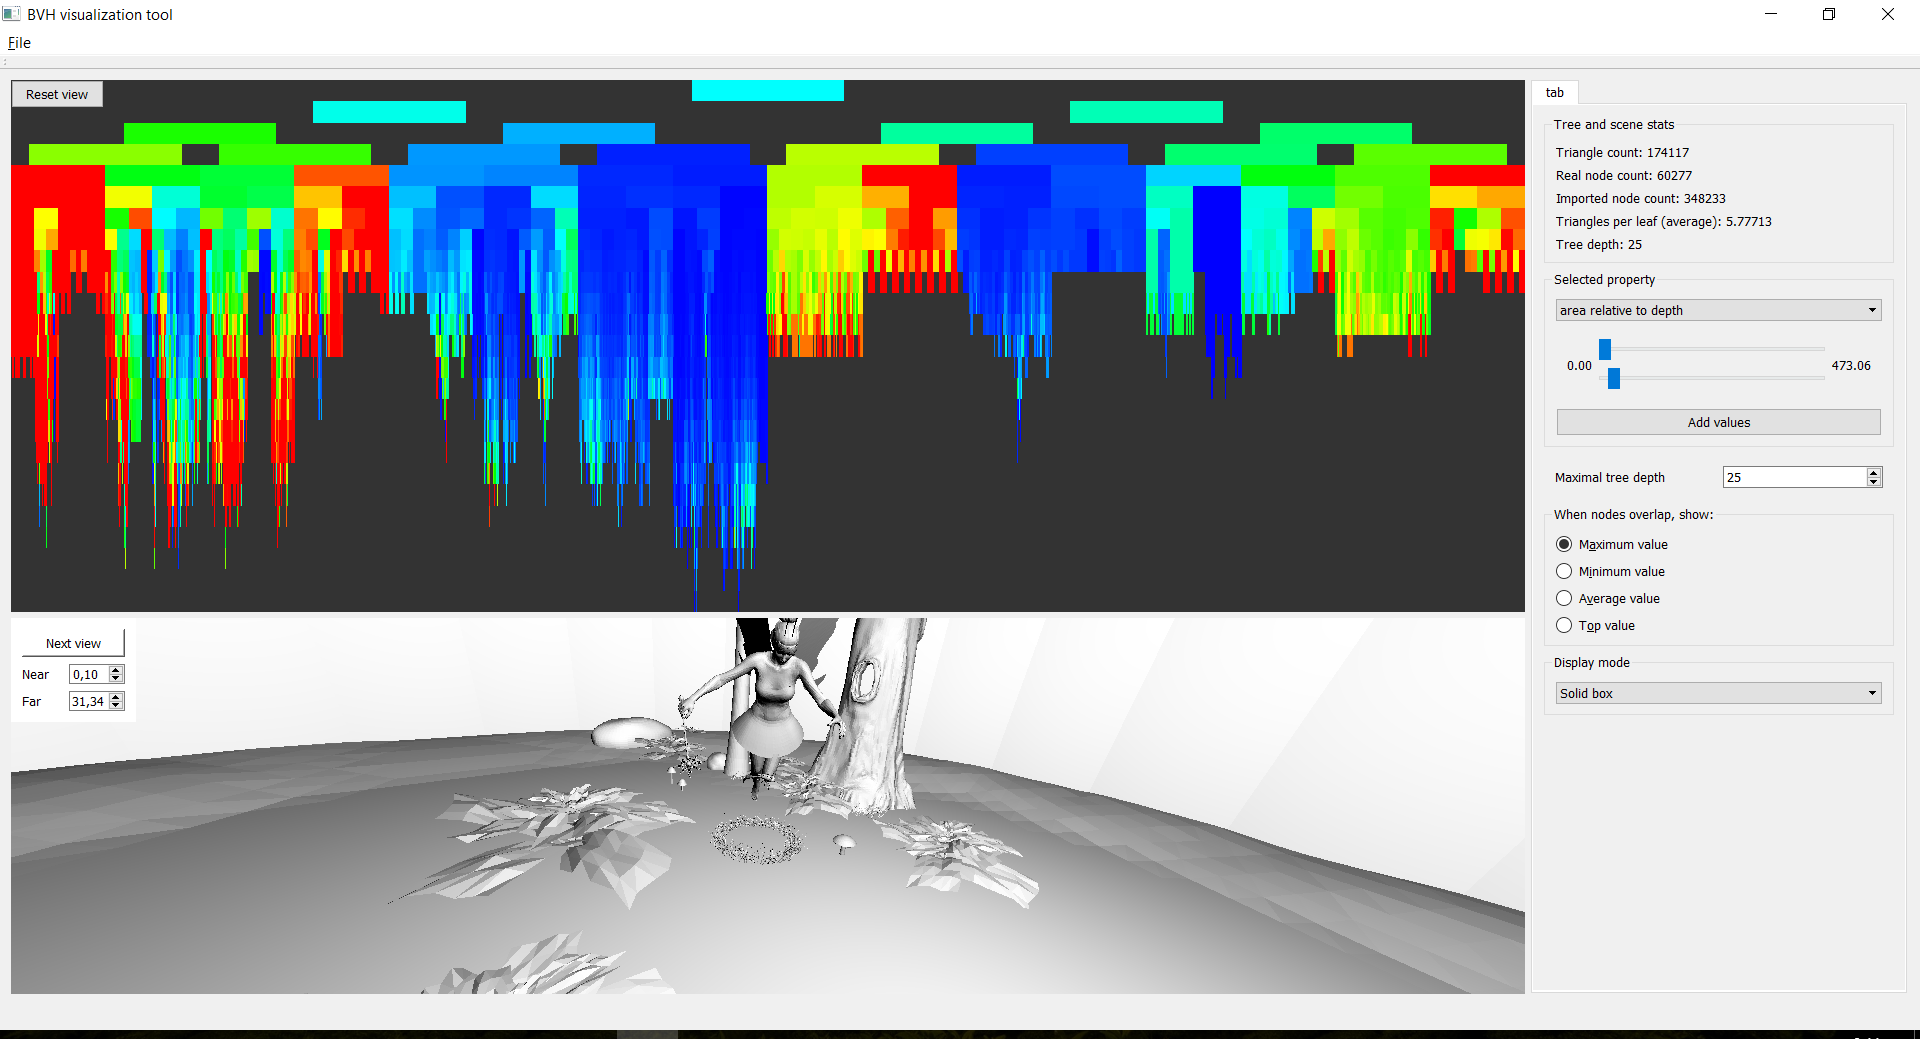 BVH visualization tool
File
Reset view
tab
Tree and scene stats
Triangle count: 174117
Real node count: 60277
Imported node count: 348233
Triangles per leaf (average): 5.77713
Tree depth: 25
Selected property
area relative to depth
0.00
473.06
Add values
Maximal tree depth
25
When nodes overlap, show:
Maximum value
Minimum value
Average value
Top value
Display mode
Solid box
Next view
Near 0,10
Far 31,34